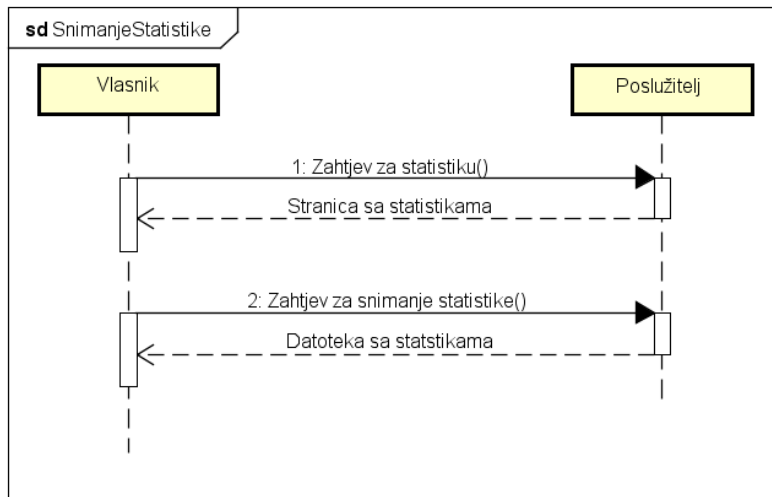 sd SnimanjeStatistike
Vlasnik
Poslužitelj
1: Zahtjev za statistiku()
Stranica sa statistikama
2: Zahtjev za snimanje statistike()
Datoteka sa statstikama